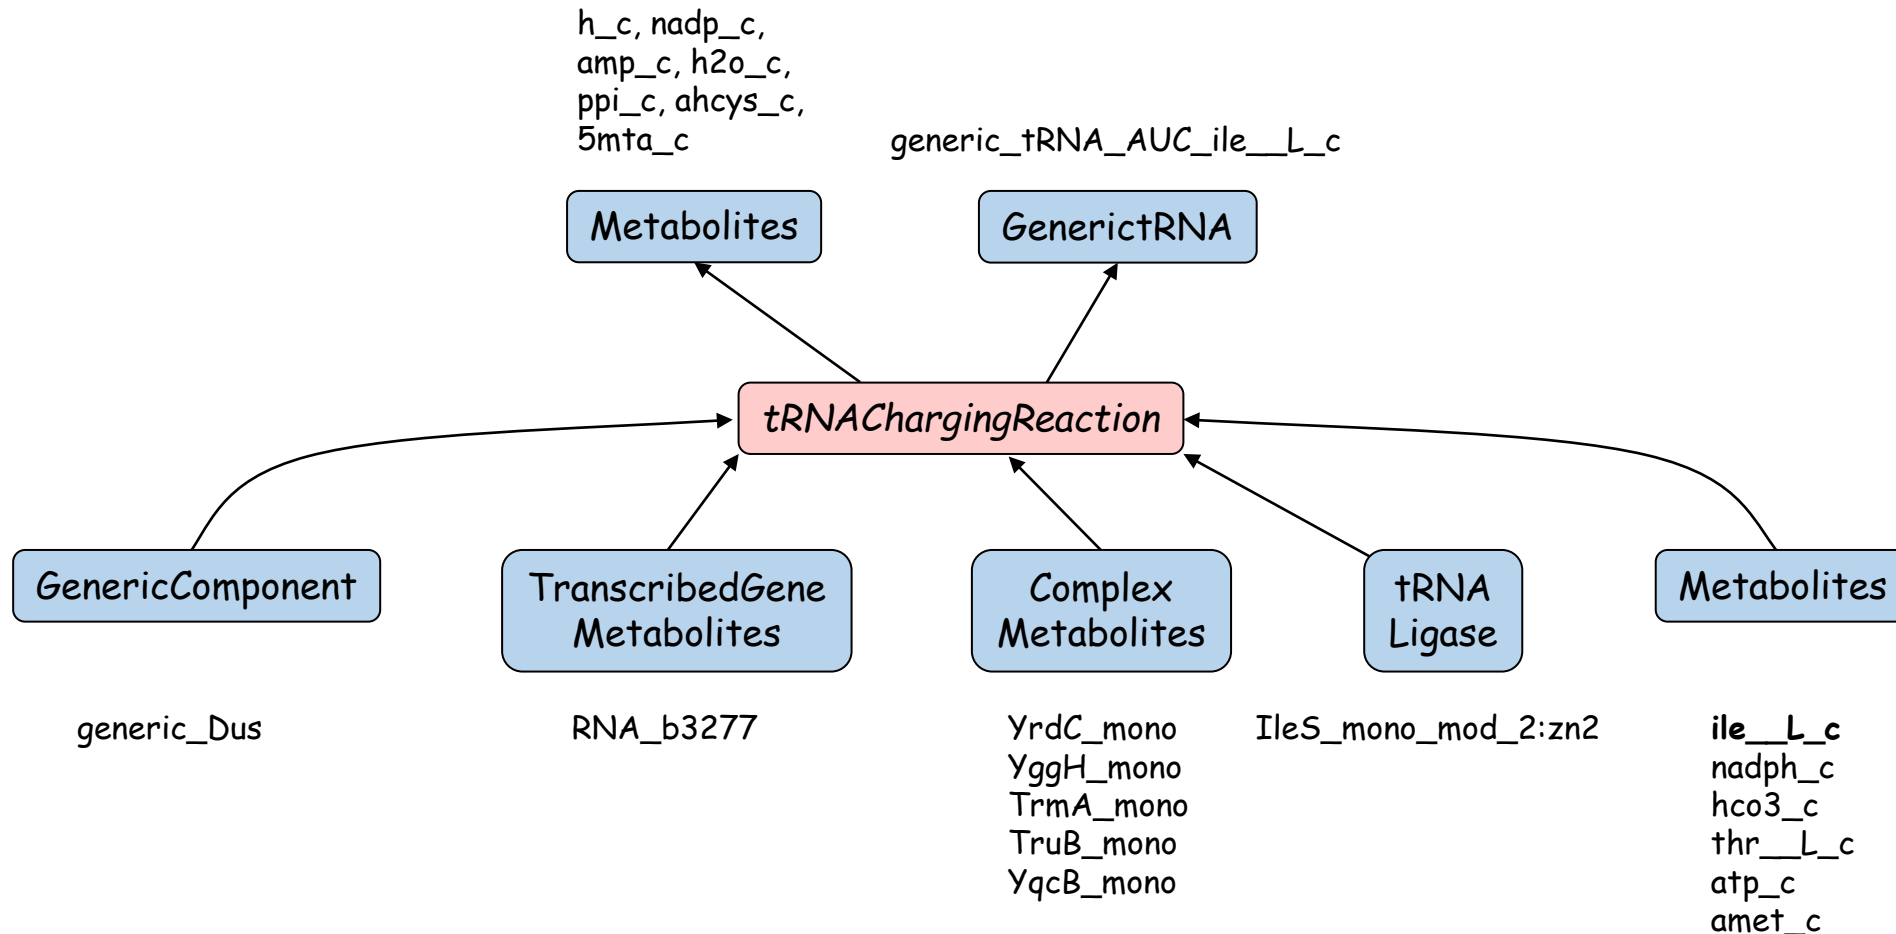 h_c, nadp_c,
amp_c, h2o_c,
ppi_c, ahcys_c,
5mta_c
generic_tRNA_AUC_ile__L_c
Metabolites
GenerictRNA
tRNAChargingReaction
GenericComponent
TranscribedGene
Metabolites
Complex
Metabolites
tRNA
Ligase
Metabolites
generic_Dus
RNA_b3277
YrdC_mono
YggH_mono
TrmA_mono
TruB_mono
YqcB_mono
IleS_mono_mod_2:zn2
ile__L_c
nadph_c
hco3_c
thr__L_c
atp_c
amet_c